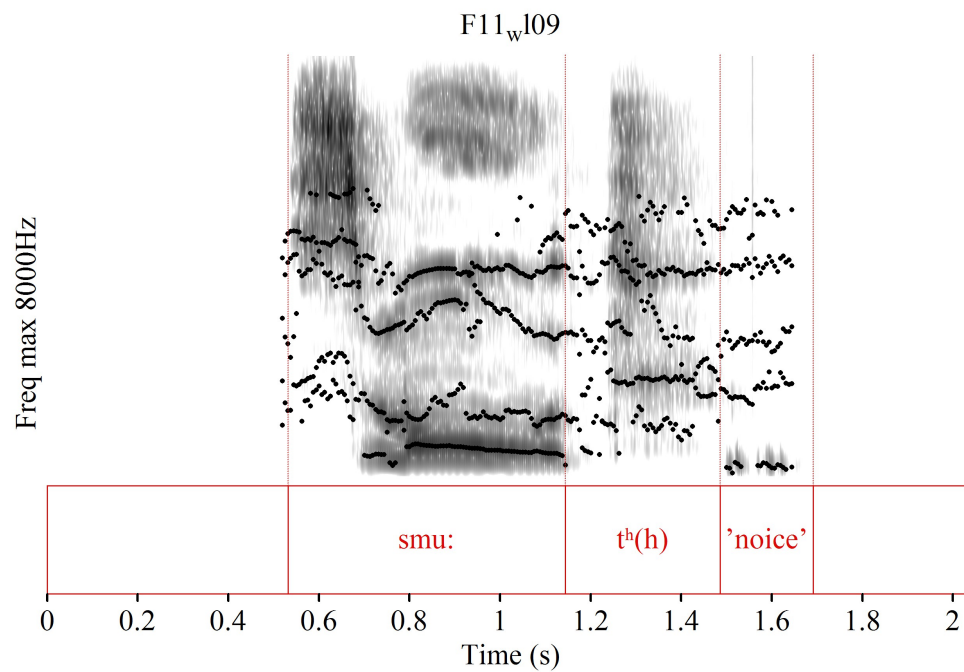 F11wl09
Freq max 8000Hz
smu: tʰ(h) ’noice’
0 0.2 0.4 0.6 0.8 1 1.2 1.4 1.6 1.8 2
Time (s)